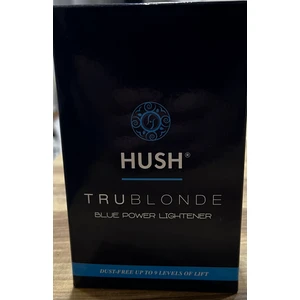 HUSH®
TRUBLONDE
BLUE POWER LIGHTENER
DUST-FREE UP TO 9 LEVELS OF LIFT